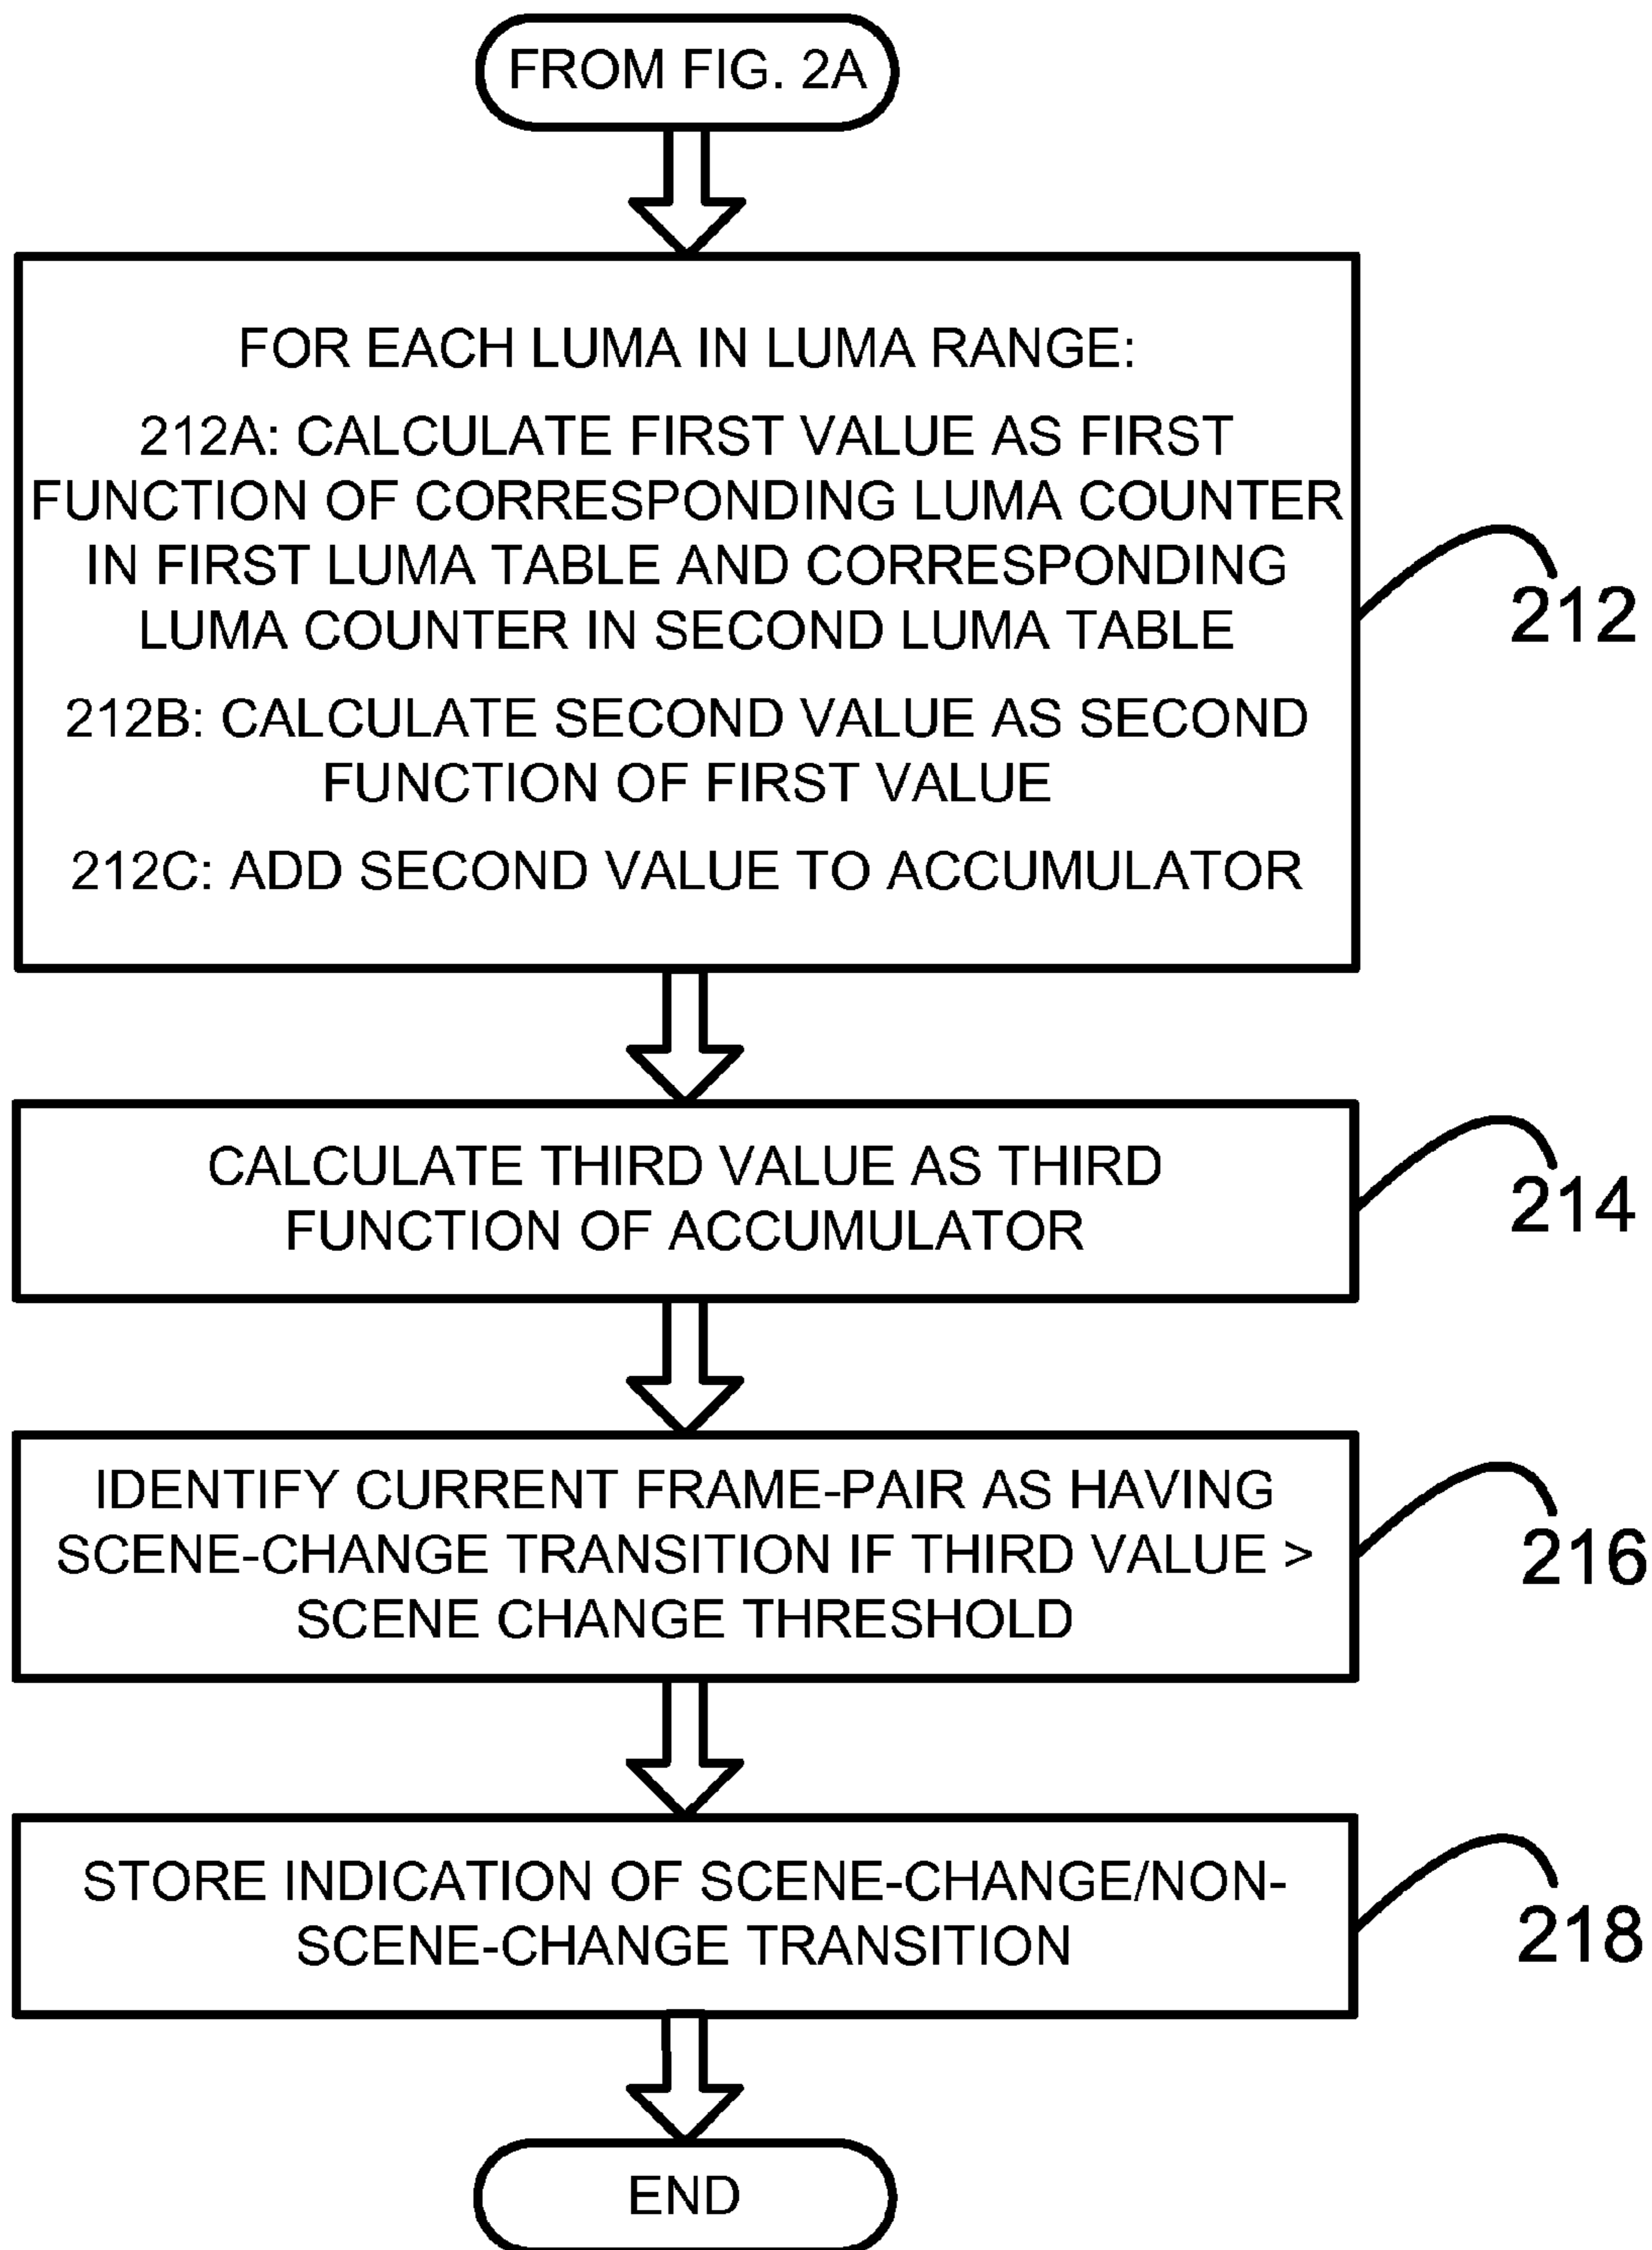 FROM FIG. 2A
FOR EACH LUMA IN LUMA RANGE:
212A: CALCULATE FIRST VALUE AS FIRST
FUNCTION OF CORRESPONDING LUMA COUNTER
IN FIRST LUMA TABLE AND CORRESPONDING
LUMA COUNTER IN SECOND LUMA TABLE
212B: CALCULATE SECOND VALUE AS SECOND
FUNCTION OF FIRST VALUE
212C: ADD SECOND VALUE TO ACCUMULATOR
212
CALCULATE THIRD VALUE AS THIRD
FUNCTION OF ACCUMULATOR
214
IDENTIFY CURRENT FRAME-PAIR AS HAVING
SCENE-CHANGE TRANSITION IF THIRD VALUE >
SCENE CHANGE THRESHOLD
216
STORE INDICATION OF SCENE-CHANGE/NON-
SCENE-CHANGE TRANSITION
218
END